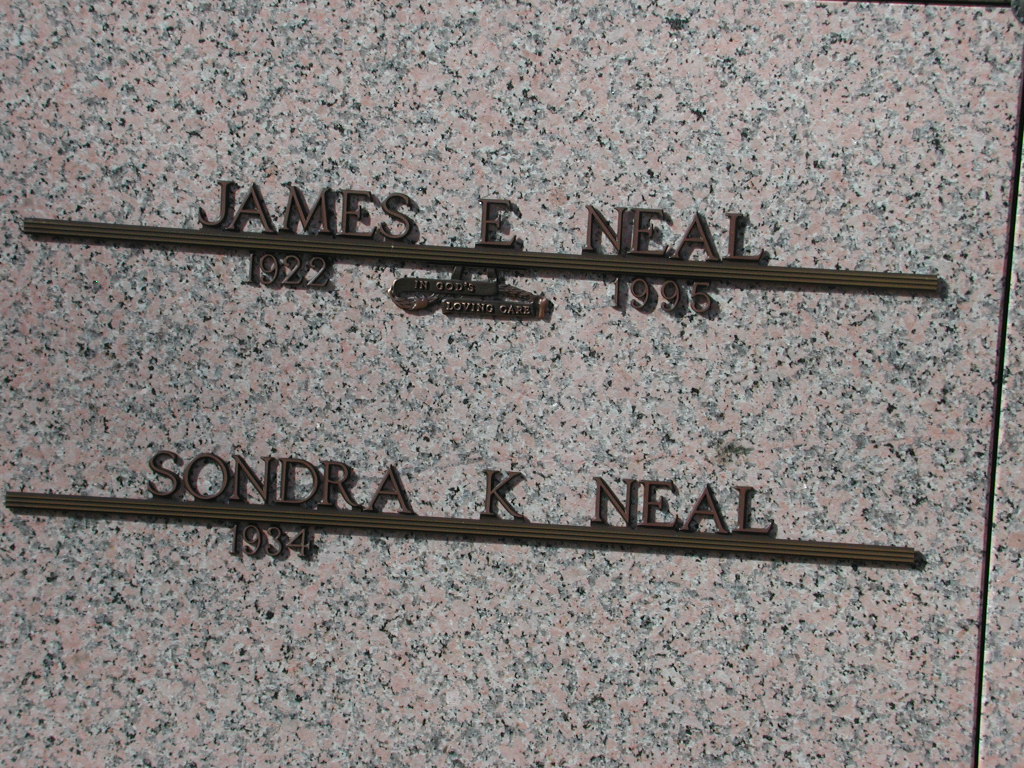 JAMES E NEAL
1922 1995
IN GOD'S
LOVING CARE
SONDRA K NEAL
1934